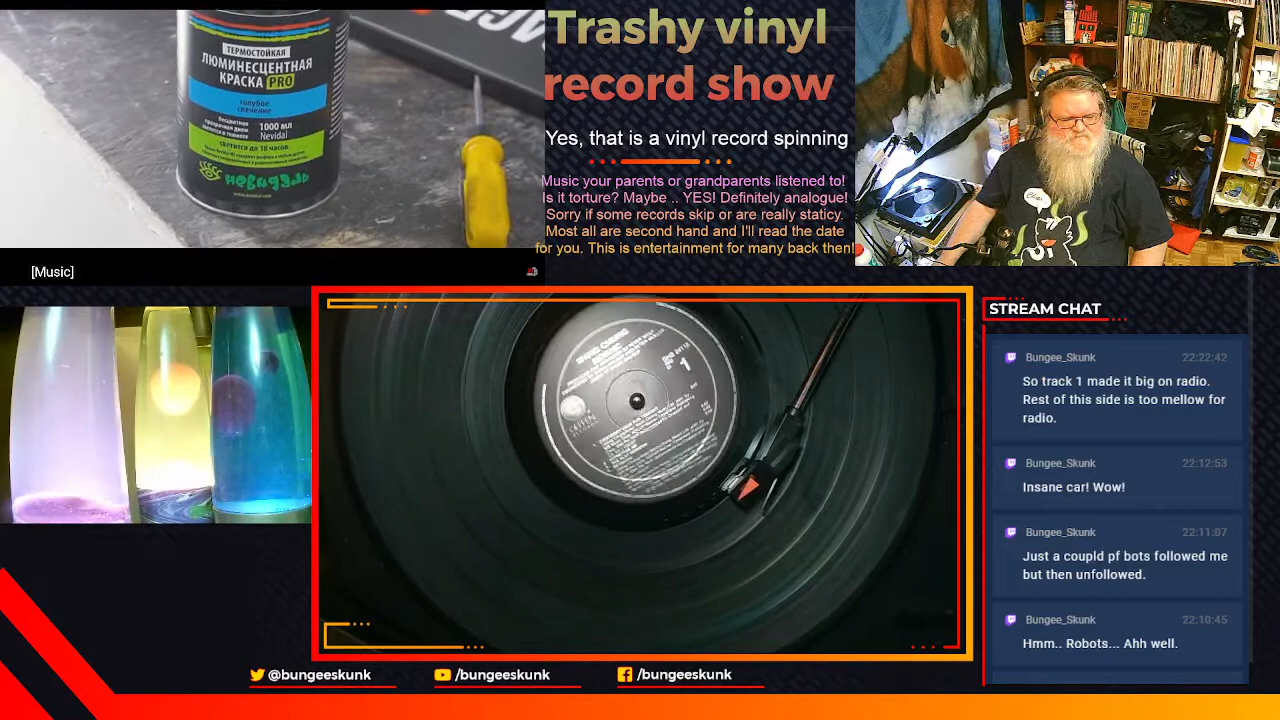 ТЕРМОСТОЙКАЯ
ЛЮМИНЕСЦЕНТНАЯ
КРАСКА PRO
голубое
свечение
1000 мл
Nevidal
светится до 18 часов
невидаль
[Music]
Trashy vinyl
record show
Yes, that is a vinyl record spinning
Music your parents or grandparents listened to!
Is it torture? Maybe .. YES! Definitely analogue!
Sorry if some records skip or are really staticy.
Most all are second hand and I'll read the date
for you. This is entertainment for many back then!
WANG CHUNG
GEFFEN
1
STREAM CHAT
Bungee_Skunk 22:22:42
So track 1 made it big on radio.
Rest of this side is too mellow for
radio.
Bungee_Skunk 22:12:53
Insane car! Wow!
Bungee_Skunk 22:11:07
Just a coupld pf bots followed me
but then unfollowed.
Bungee_Skunk 22:10:45
Hmm.. Robots... Ahh well.
@bungeeskunk
/bungeeskunk
/bungeeskunk